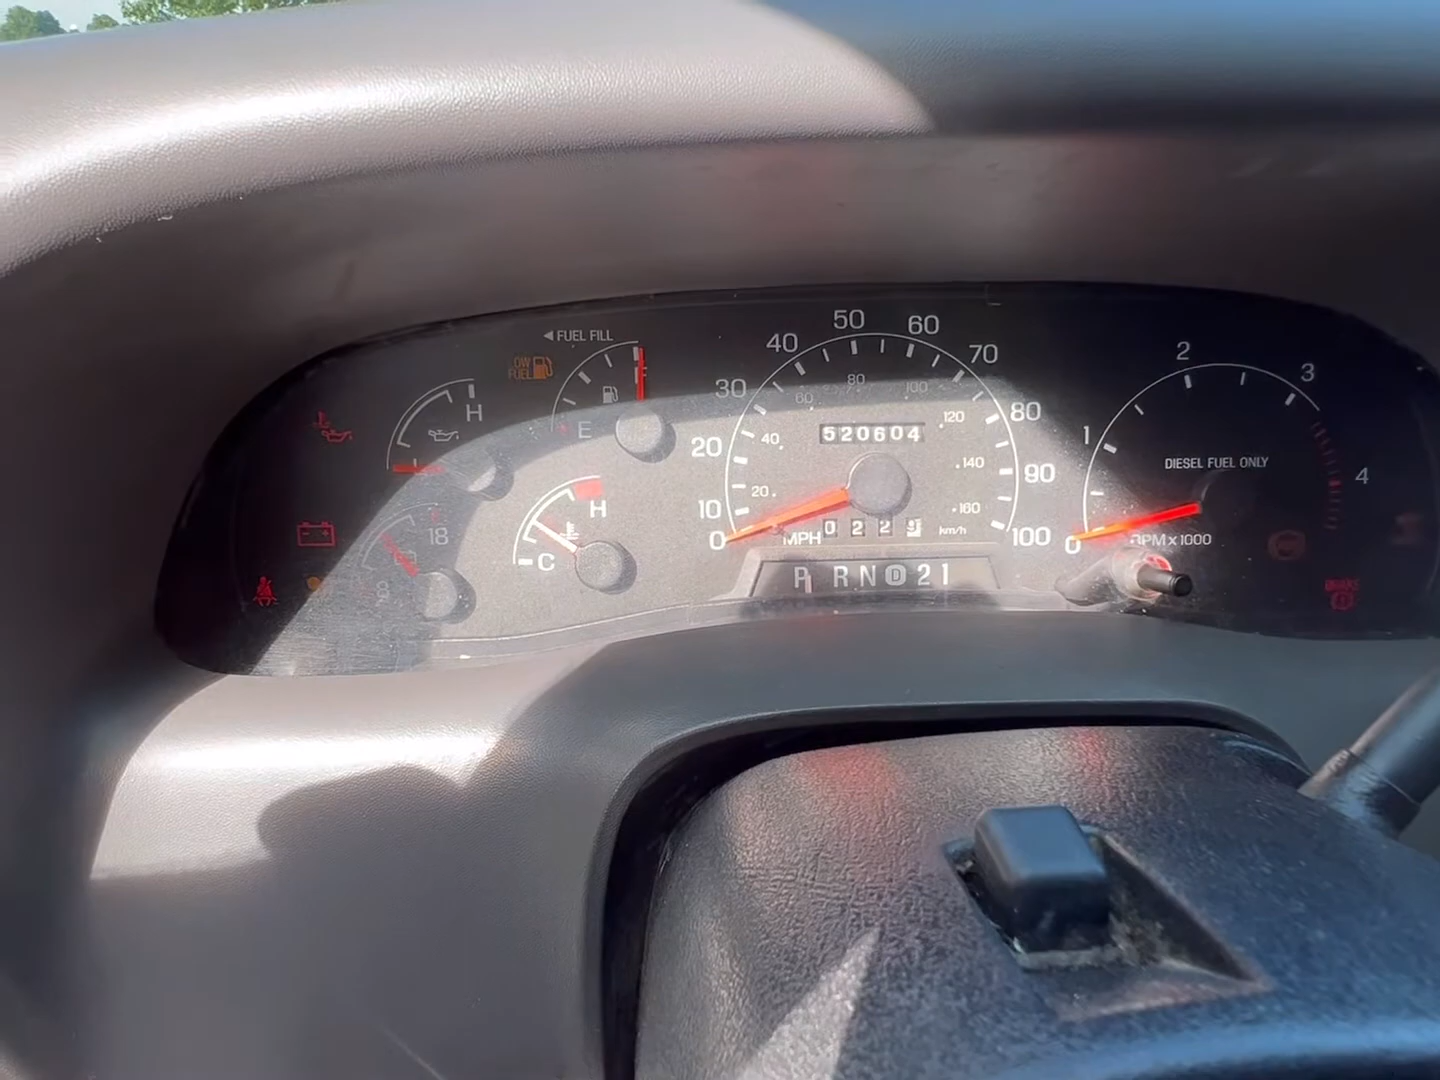 ◄ FUEL FILL
LOW
FUEL
H
E F
18
8
H
C
0 10 20 30 40 50 60 70 80 90 100
20 40 60 80 100 120 140 160
km/h
MPH
520604
0229
P R N D 2 1
0 1 2 3 4
DIESEL FUEL ONLY
RPM x 1000
BRAKE